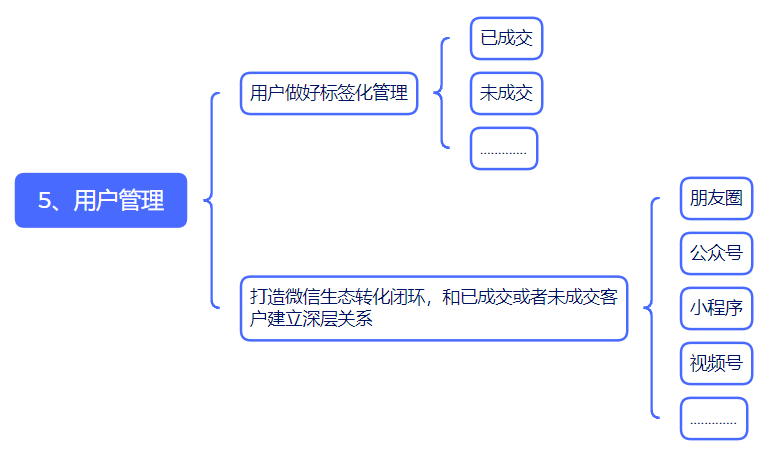 5、用户管理
用户做好标签化管理
已成交
未成交
.............
打造微信生态转化闭环，和已成交或者未成交客
户建立深层关系
朋友圈
公众号
小程序
视频号
.............